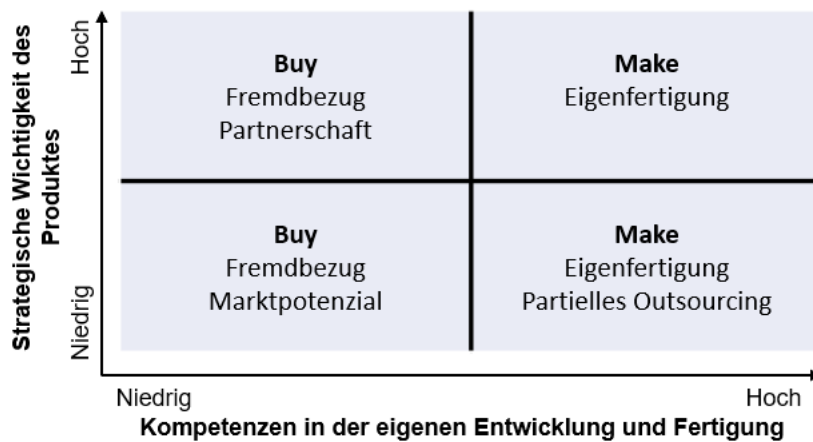 Strategische Wichtigkeit des
Produktes
Hoch
Niedrig
Buy
Fremdbezug
Partnerschaft
Make
Eigenfertigung
Buy
Fremdbezug
Marktpotenzial
Make
Eigenfertigung
Partielles Outsourcing
Niedrig
Hoch
Kompetenzen in der eigenen Entwicklung und Fertigung